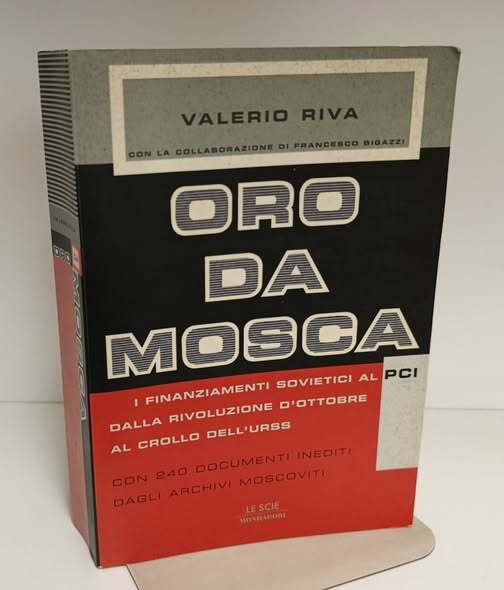 VALERIO RIVA
CON LA COLLABORAZIONE DI FRANCESCO BIGAZZI
ORO
DA
MOSCA
I FINANZIAMENTI SOVIETICI AL PCI
DALLA RIVOLUZIONE D'OTTOBRE
AL CROLLO DELL'URSS
CON 240 DOCUMENTI INEDITI
DAGLI ARCHIVI MOSCOVITI
LE SCIE
MONDADORI